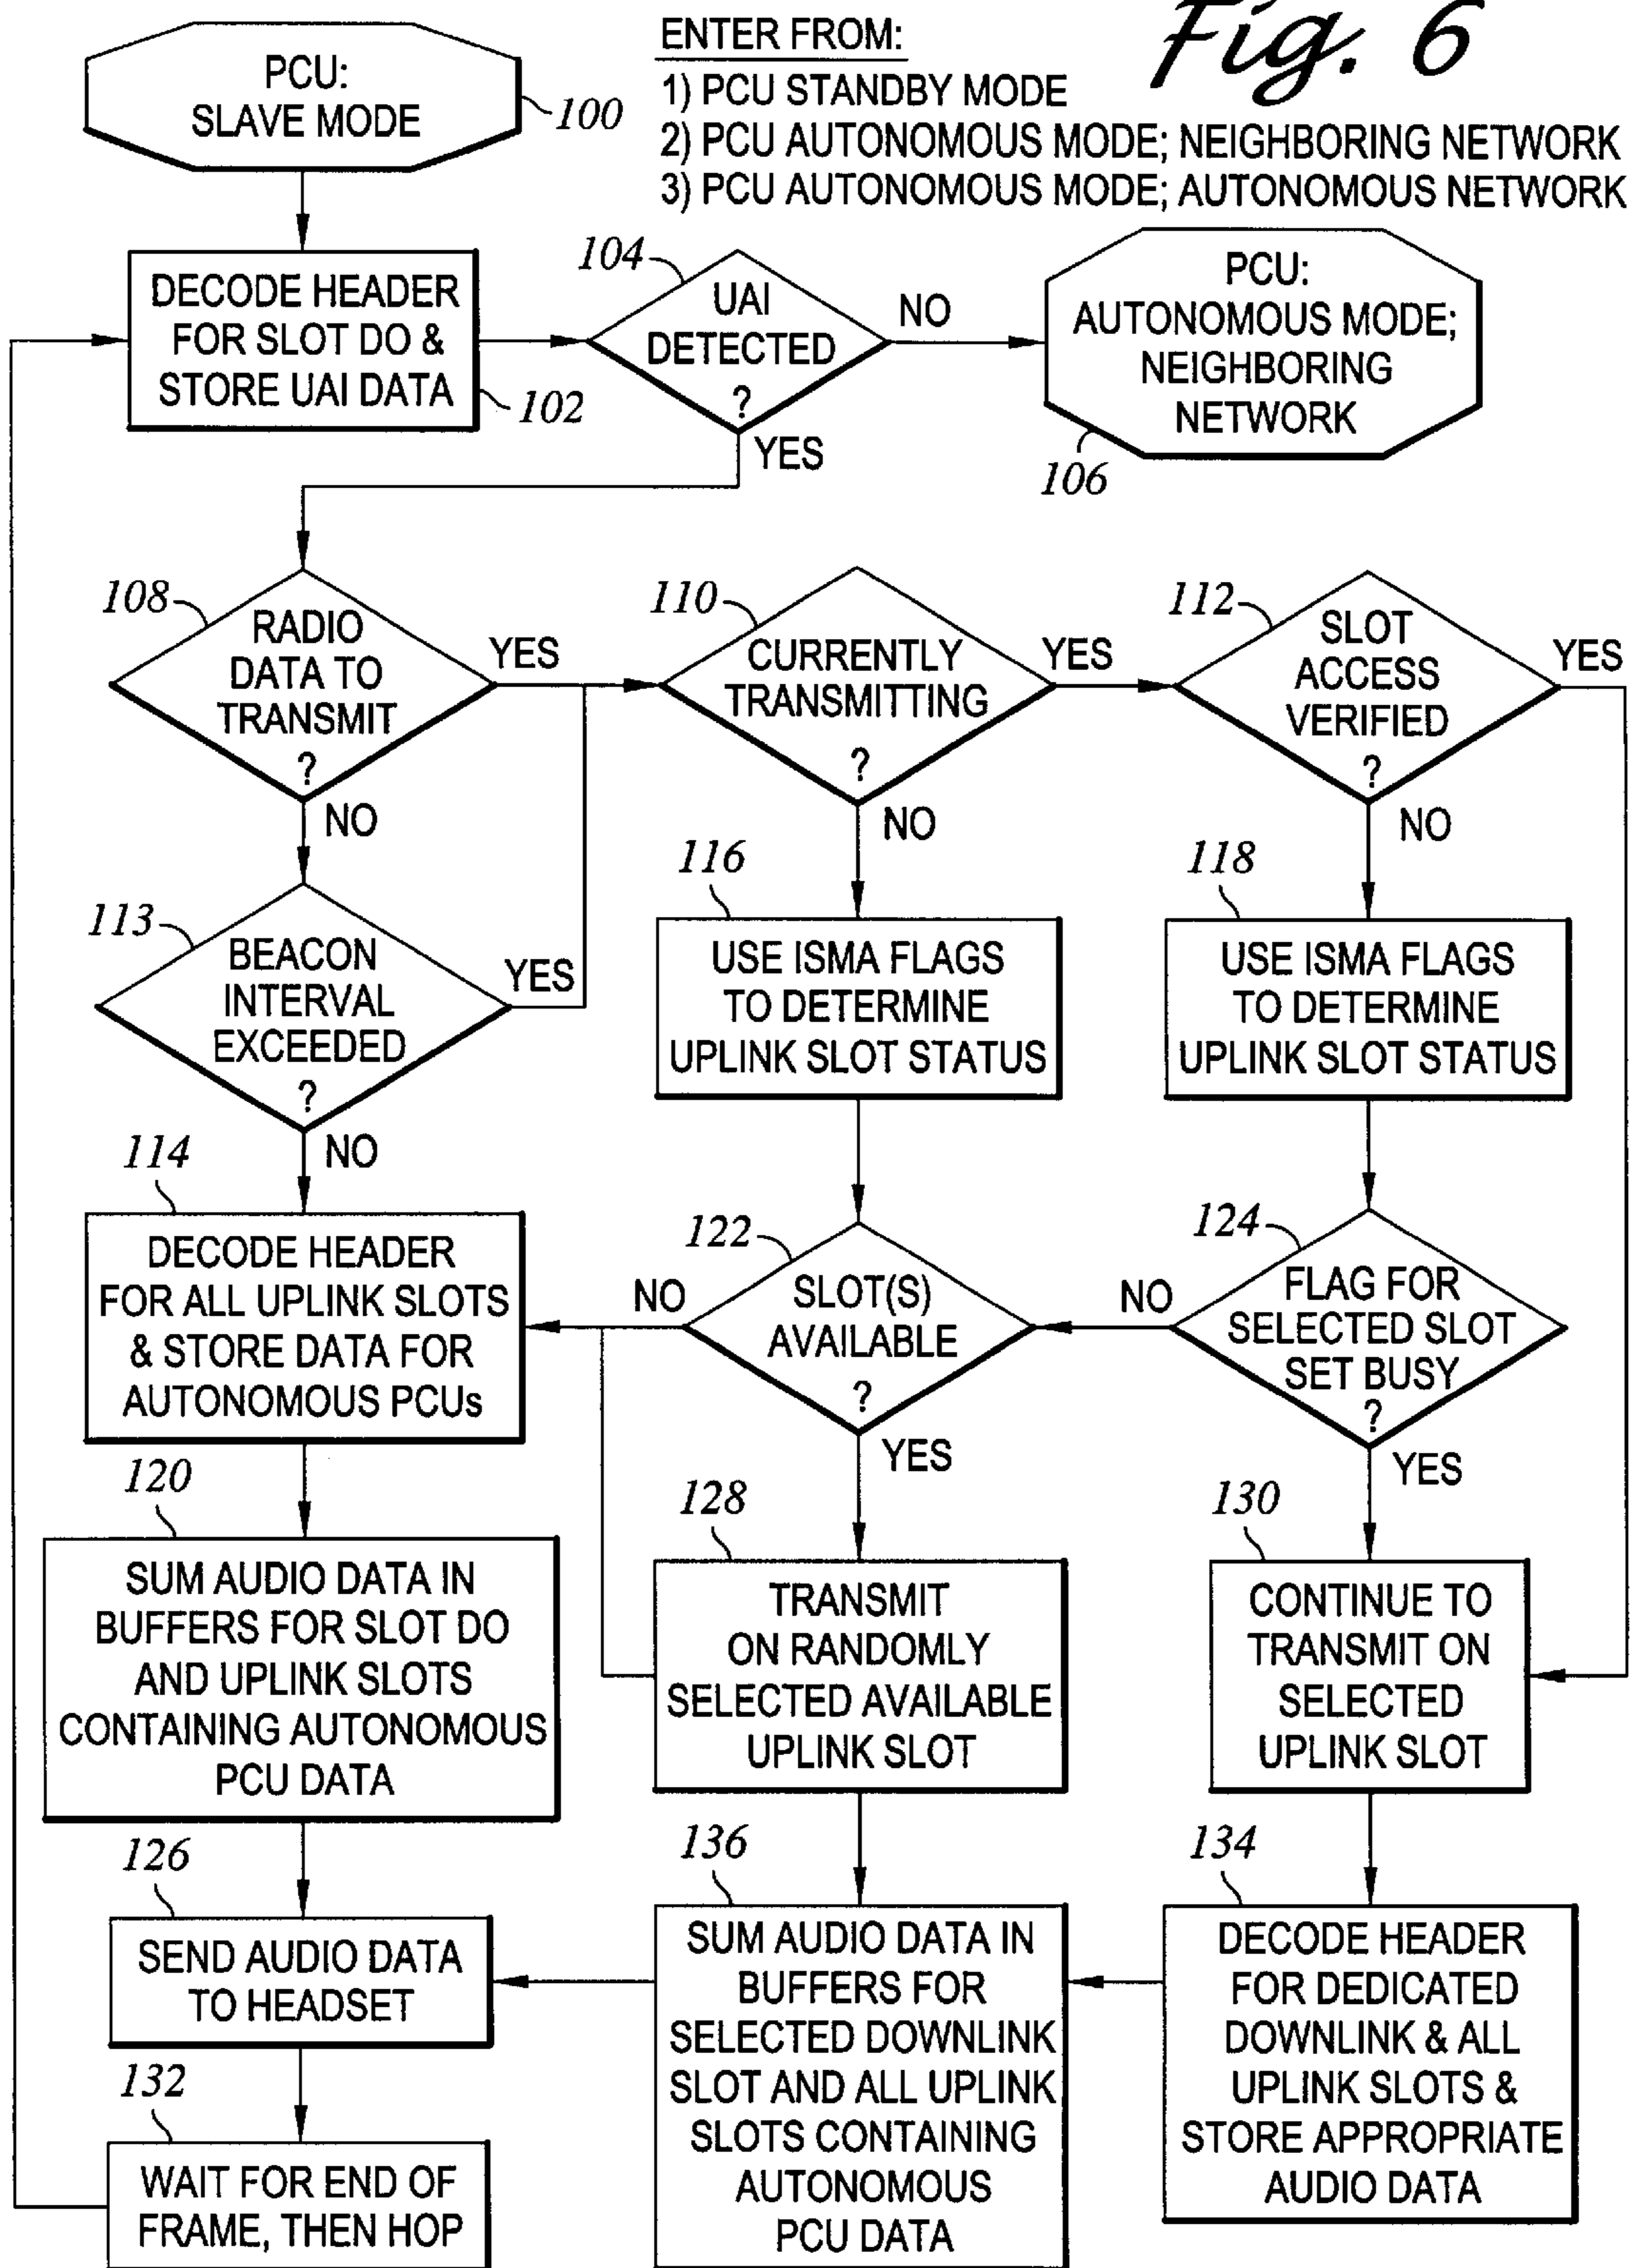 Fig. 6
ENTER FROM:
1) PCU STANDBY MODE
2) PCU AUTONOMOUS MODE; NEIGHBORING NETWORK
3) PCU AUTONOMOUS MODE; AUTONOMOUS NETWORK
PCU:
SLAVE MODE
100
DECODE HEADER
FOR SLOT DO &
STORE UAI DATA
102
104
UAI
DETECTED
?
NO
YES
PCU:
AUTONOMOUS MODE;
NEIGHBORING
NETWORK
106
108
RADIO
DATA TO
TRANSMIT
?
YES
NO
110
CURRENTLY
TRANSMITTING
?
YES
NO
112
SLOT
ACCESS
VERIFIED
?
YES
NO
113
BEACON
INTERVAL
EXCEEDED
?
YES
NO
116
USE ISMA FLAGS
TO DETERMINE
UPLINK SLOT STATUS
118
USE ISMA FLAGS
TO DETERMINE
UPLINK SLOT STATUS
114
DECODE HEADER
FOR ALL UPLINK SLOTS
& STORE DATA FOR
AUTONOMOUS PCUs
122
SLOT(S)
AVAILABLE
?
NO
YES
124
FLAG FOR
SELECTED SLOT
SET BUSY
?
NO
YES
120
SUM AUDIO DATA IN
BUFFERS FOR SLOT DO
AND UPLINK SLOTS
CONTAINING AUTONOMOUS
PCU DATA
128
TRANSMIT
ON RANDOMLY
SELECTED AVAILABLE
UPLINK SLOT
130
CONTINUE TO
TRANSMIT ON
SELECTED
UPLINK SLOT
126
SEND AUDIO DATA
TO HEADSET
136
SUM AUDIO DATA IN
BUFFERS FOR
SELECTED DOWNLINK
SLOT AND ALL UPLINK
SLOTS CONTAINING
AUTONOMOUS
PCU DATA
134
DECODE HEADER
FOR DEDICATED
DOWNLINK & ALL
UPLINK SLOTS &
STORE APPROPRIATE
AUDIO DATA
132
WAIT FOR END OF
FRAME, THEN HOP